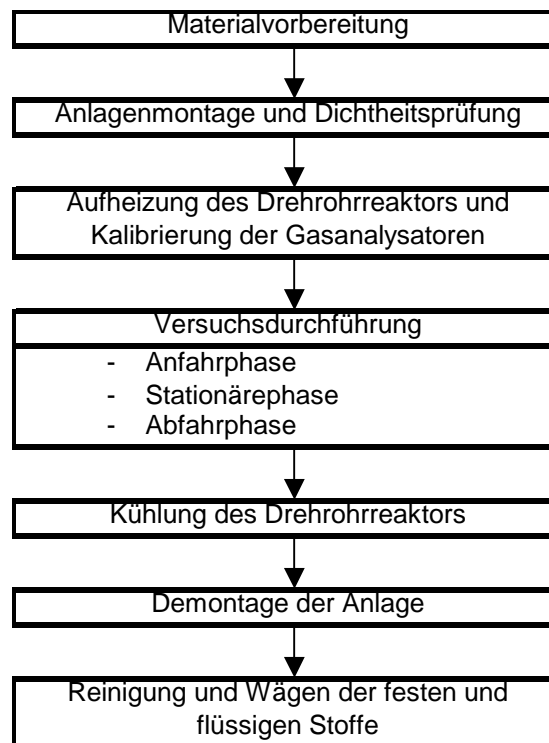 Materialvorbereitung
Anlagenmontage und Dichtheitsprüfung
Aufheizung des Drehrohrreaktors und
Kalibrierung der Gasanalysatoren
Versuchsdurchführung
- Anfahrphase
- Stationärephase
- Abfahrphase
Kühlung des Drehrohrreaktors
Demontage der Anlage
Reinigung und Wägen der festen und
flüssigen Stoffe